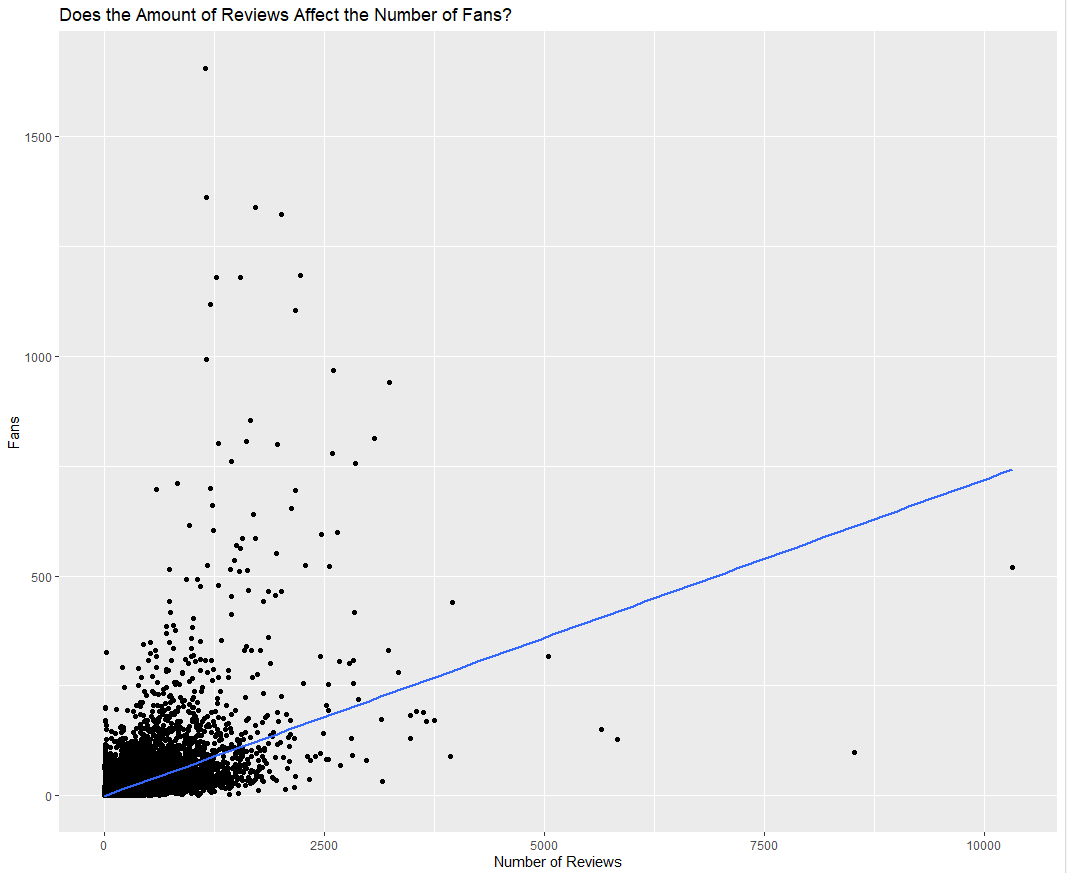 Does the Amount of Reviews Affect the Number of Fans?
1500
1000
500
0
Fans
0 2500 5000 7500 10000
Number of Reviews